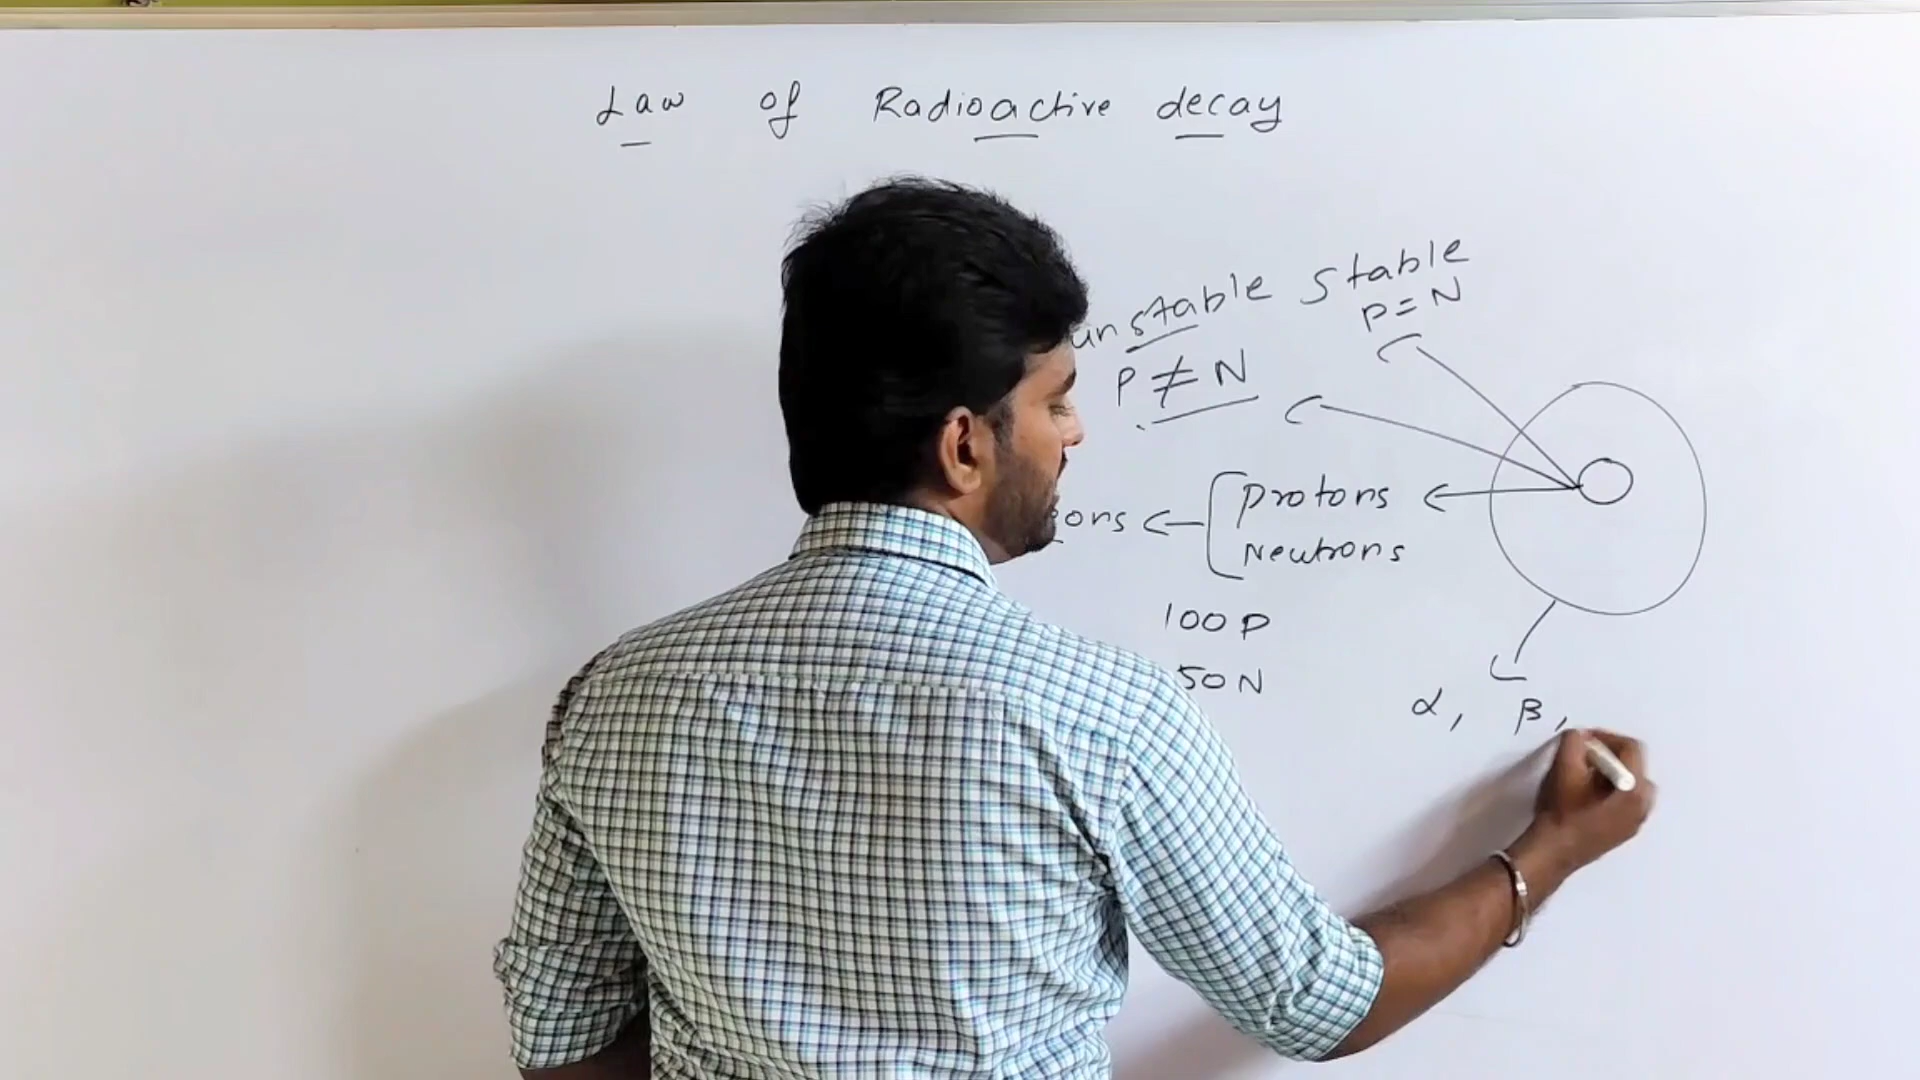 Law of Radioactive decay
unstable Stable
P = N
P ≠ N
Protons
ons
Neutrons
100 P
50 N
α, β,